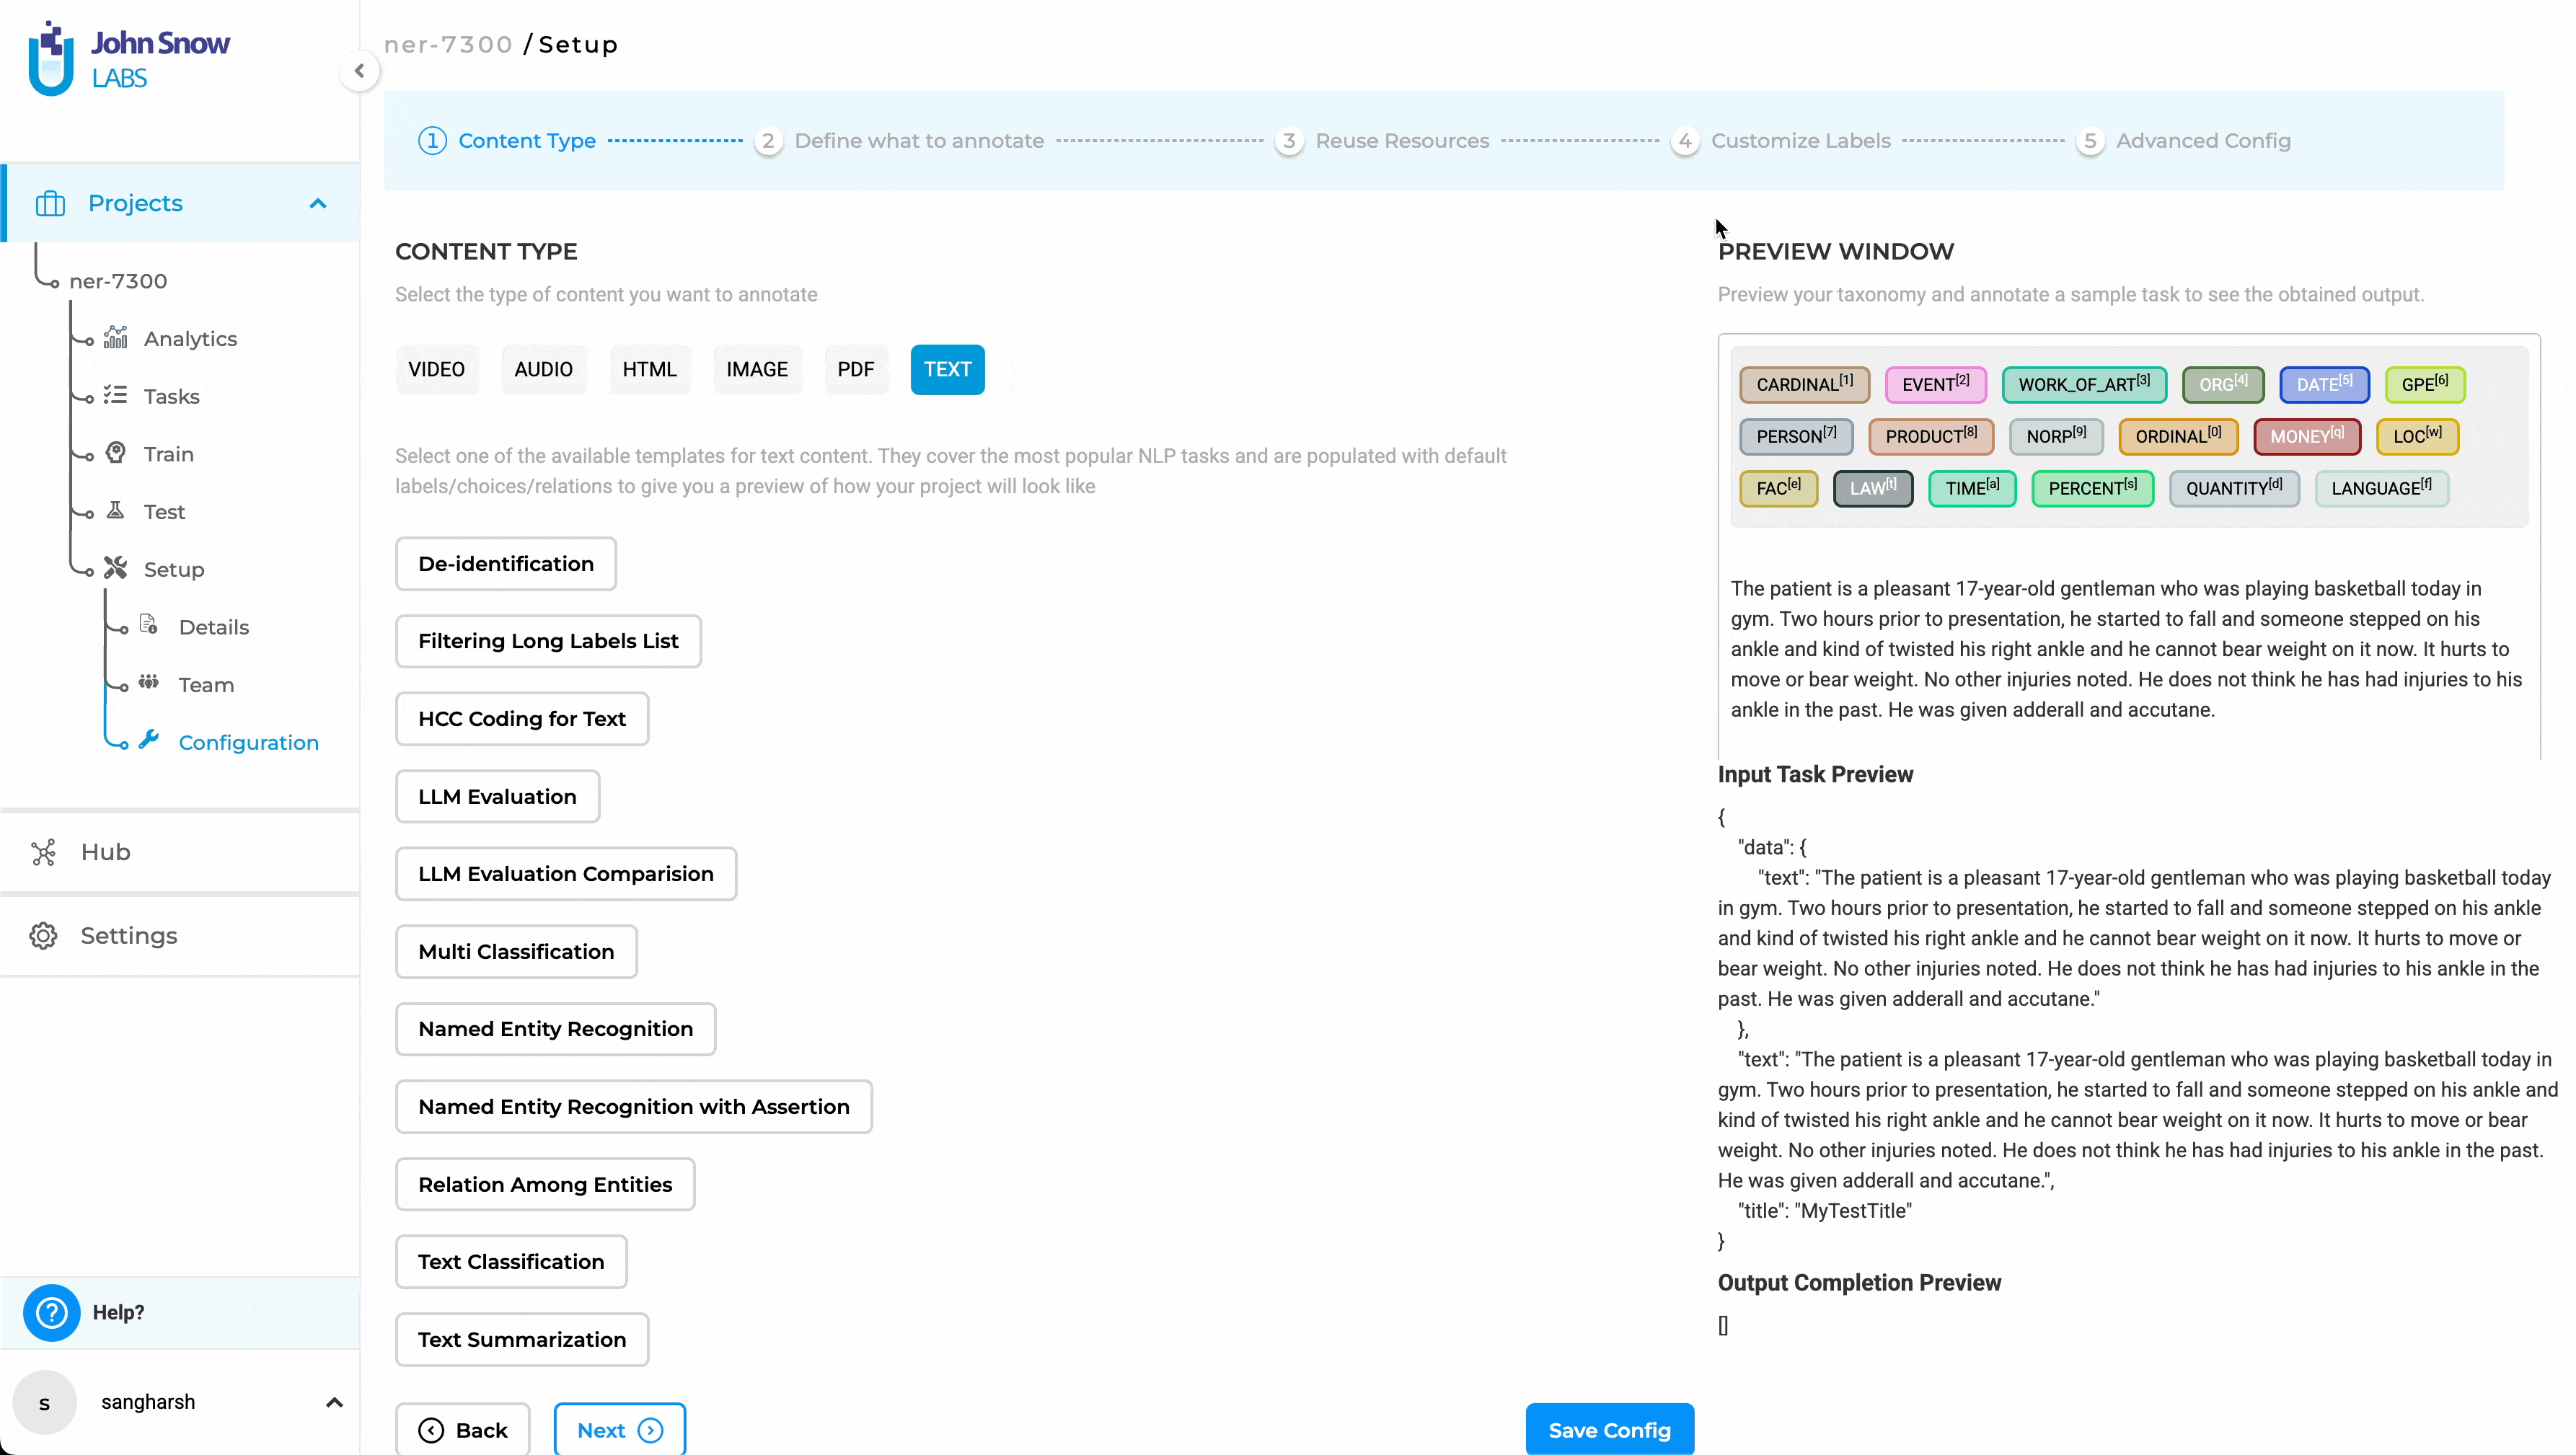 John Snow
LABS
Projects
ner-7300
Analytics
Tasks
Train
Test
Setup
Details
Team
Configuration
Hub
Settings
Help?
s
sangharsh
ner-7300 / Setup
1 Content Type
2 Define what to annotate
3 Reuse Resources
4 Customize Labels
5 Advanced Config
CONTENT TYPE
Select the type of content you want to annotate
VIDEO AUDIO HTML IMAGE PDF TEXT
Select one of the available templates for text content. They cover the most popular NLP tasks and are populated with default
labels/choices/relations to give you a preview of how your project will look like
De-identification
Filtering Long Labels List
HCC Coding for Text
LLM Evaluation
LLM Evaluation Comparision
Multi Classification
Named Entity Recognition
Named Entity Recognition with Assertion
Relation Among Entities
Text Classification
Text Summarization
Back
Next
Save Config
PREVIEW WINDOW
Preview your taxonomy and annotate a sample task to see the obtained output.
CARDINAL[1] EVENT[2] WORK_OF_ART[3] ORG[4] DATE[5] GPE[6]
PERSON[7] PRODUCT[8] NORP[9] ORDINAL[0] MONEY[q] LOC[w]
FAC[e] LAW[t] TIME[a] PERCENT[s] QUANTITY[d] LANGUAGE[f]
The patient is a pleasant 17-year-old gentleman who was playing basketball today in
gym. Two hours prior to presentation, he started to fall and someone stepped on his
ankle and kind of twisted his right ankle and he cannot bear weight on it now. It hurts to
move or bear weight. No other injuries noted. He does not think he has had injuries to his
ankle in the past. He was given adderall and accutane.
Input Task Preview
{
"data": {
"text": "The patient is a pleasant 17-year-old gentleman who was playing basketball today
in gym. Two hours prior to presentation, he started to fall and someone stepped on his ankle
and kind of twisted his right ankle and he cannot bear weight on it now. It hurts to move or
bear weight. No other injuries noted. He does not think he has had injuries to his ankle in the
past. He was given adderall and accutane."
},
"text": "The patient is a pleasant 17-year-old gentleman who was playing basketball today in
gym. Two hours prior to presentation, he started to fall and someone stepped on his ankle and
kind of twisted his right ankle and he cannot bear weight on it now. It hurts to move or bear
weight. No other injuries noted. He does not think he has had injuries to his ankle in the past.
He was given adderall and accutane.",
"title": "MyTestTitle"
}
Output Completion Preview
[]